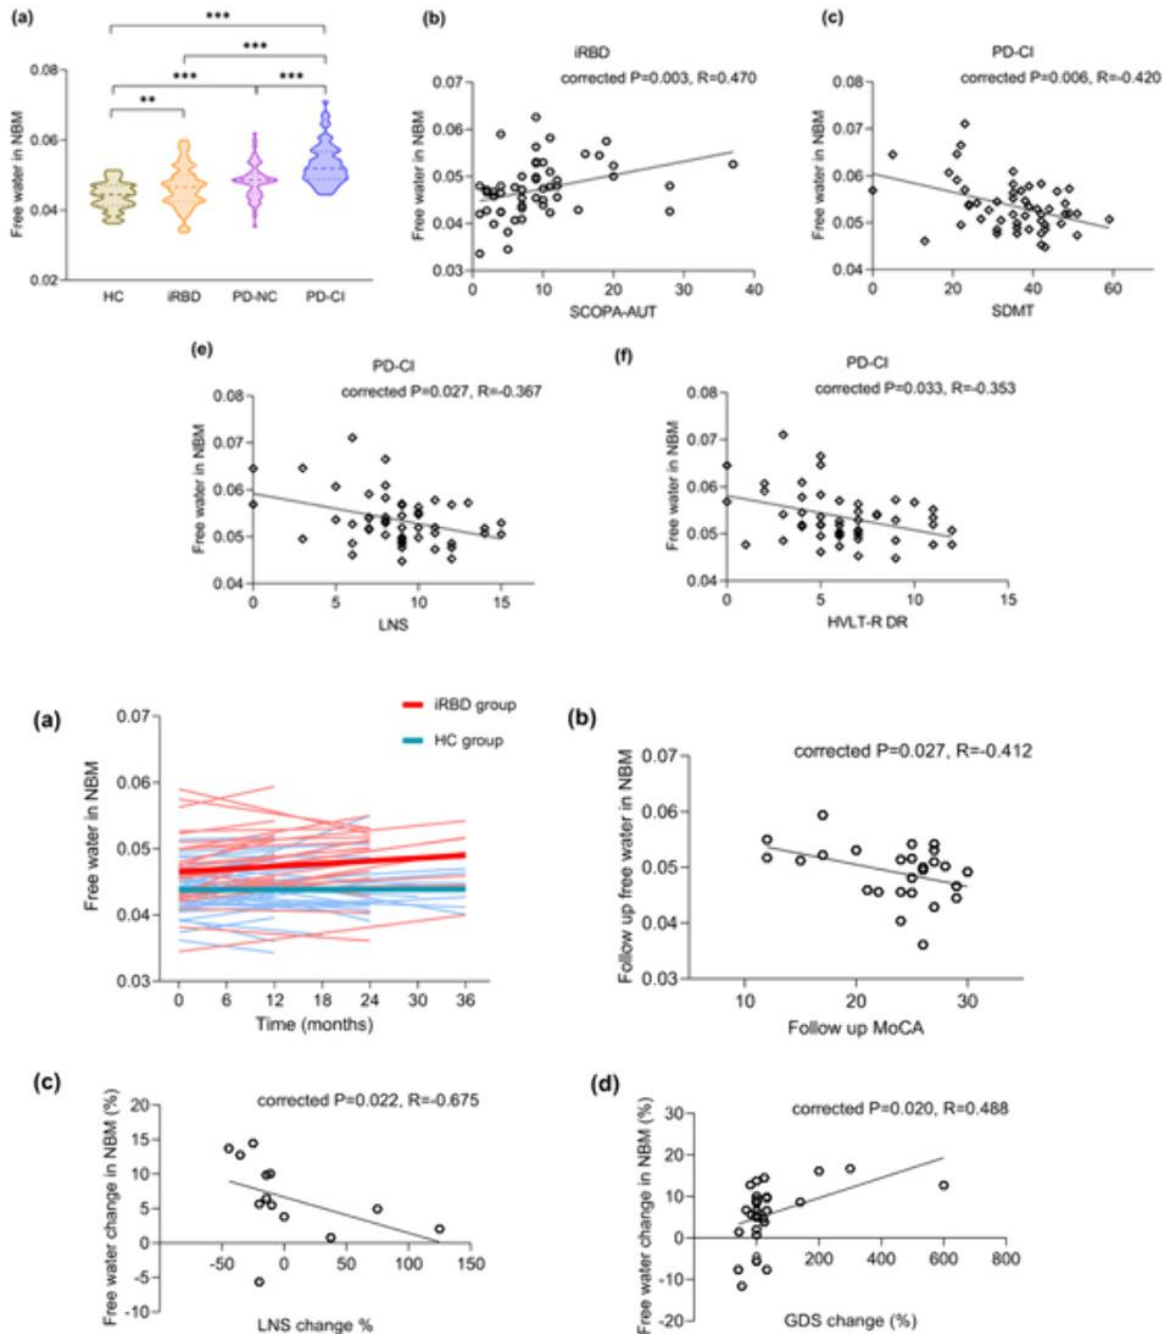 (a)
***
***
***
***
**
0.08
0.06
0.04
0.02
Free water in NBM
HC
iRBD
PD-NC
PD-CI
(b)
iRBD
corrected P=0.003, R=0.470
0.07
0.06
0.05
0.04
0.03
Free water in NBM
0
10
20
30
40
SCOPA-AUT
(c)
PD-CI
corrected P=0.006, R=-0.420
0.08
0.07
0.06
0.05
0.04
Free water in NBM
0
20
40
60
SDMT
(e)
PD-CI
corrected P=0.027, R=-0.367
0.08
0.07
0.06
0.05
0.04
Free water in NBM
0
5
10
15
LNS
(f)
PD-CI
corrected P=0.033, R=-0.353
0.08
0.07
0.06
0.05
0.04
Free water in NBM
0
5
10
15
HVLT-R DR
(a)
iRBD group
HC group
0.07
0.06
0.05
0.04
0.03
Free water in NBM
0
6
12
18
24
30
36
Time (months)
(b)
corrected P=0.027, R=-0.412
0.07
0.06
0.05
0.04
0.03
Follow up free water in NBM
10
20
30
Follow up MoCA
(c)
corrected P=0.022, R=-0.675
20
15
10
5
0
-5
-10
Free water change in NBM (%)
-50
0
50
100
150
LNS change %
(d)
corrected P=0.020, R=0.488
30
20
10
0
-10
-20
Free water change in NBM (%)
0
200
400
600
800
GDS change (%)